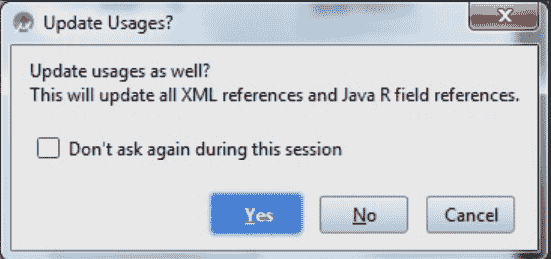 Update Usages?
Update usages as well?
This will update all XML references and Java R field references.
Don't ask again during this session
Yes No Cancel